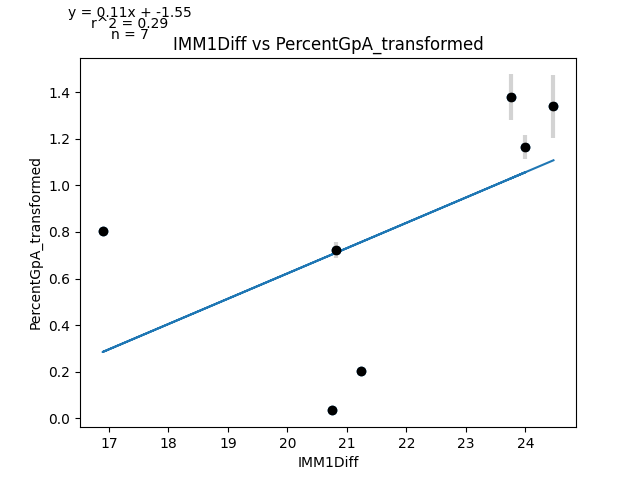 y = 0.11x + -1.55
r^2 = 0.29
n = 7
IMM1Diff vs PercentGpA_transformed
1.4
1.2
1.0
0.8
0.6
0.4
0.2
0.0
PercentGpA_transformed
17 18 19 20 21 22 23 24
IMM1Diff